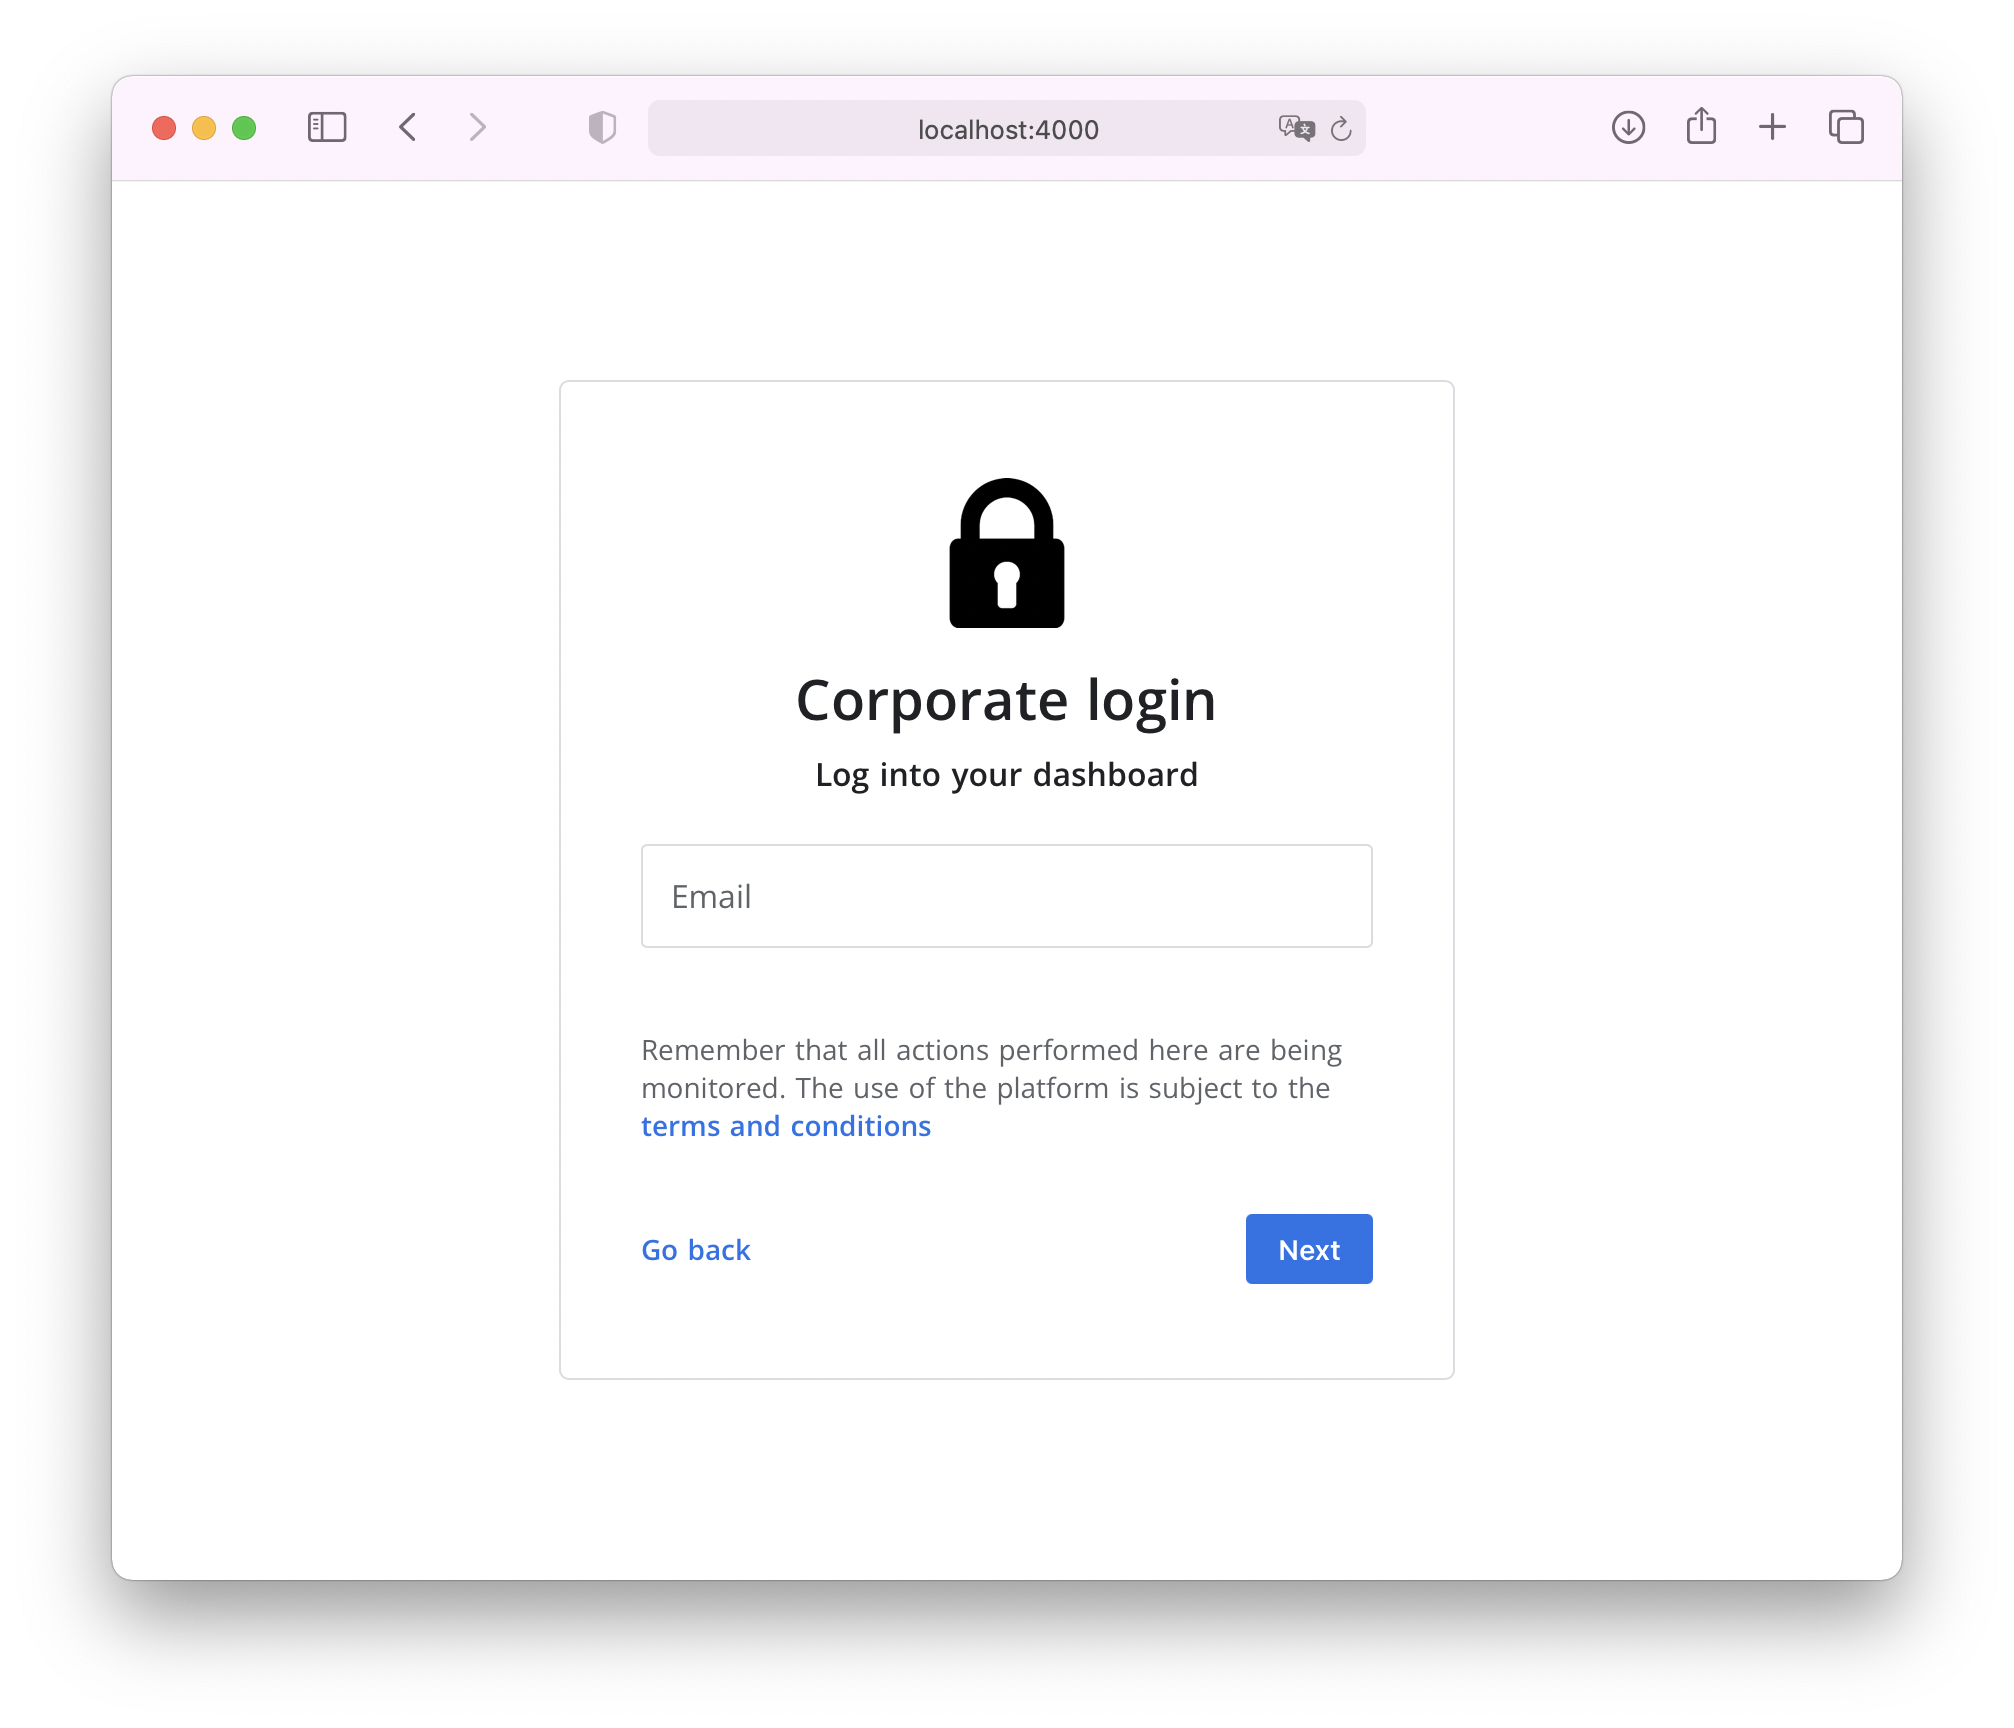 localhost:4000
Corporate login
Log into your dashboard
Email
Remember that all actions performed here are being
monitored. The use of the platform is subject to the
terms and conditions
Go back
Next